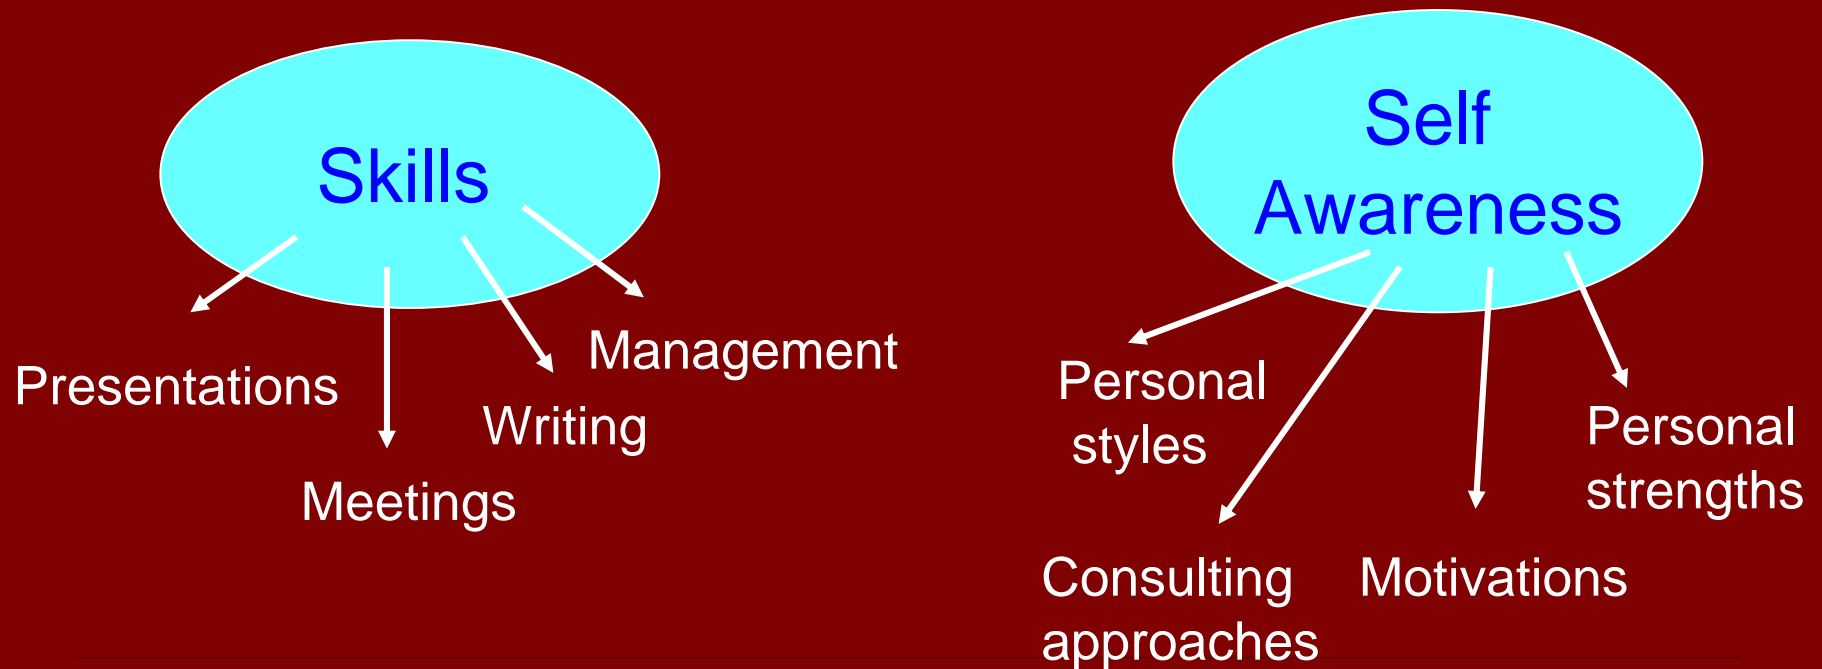 Skills
Presentations
Meetings
Writing
Management
Self
Awareness
Personal
styles
Consulting
approaches
Motivations
Personal
strengths